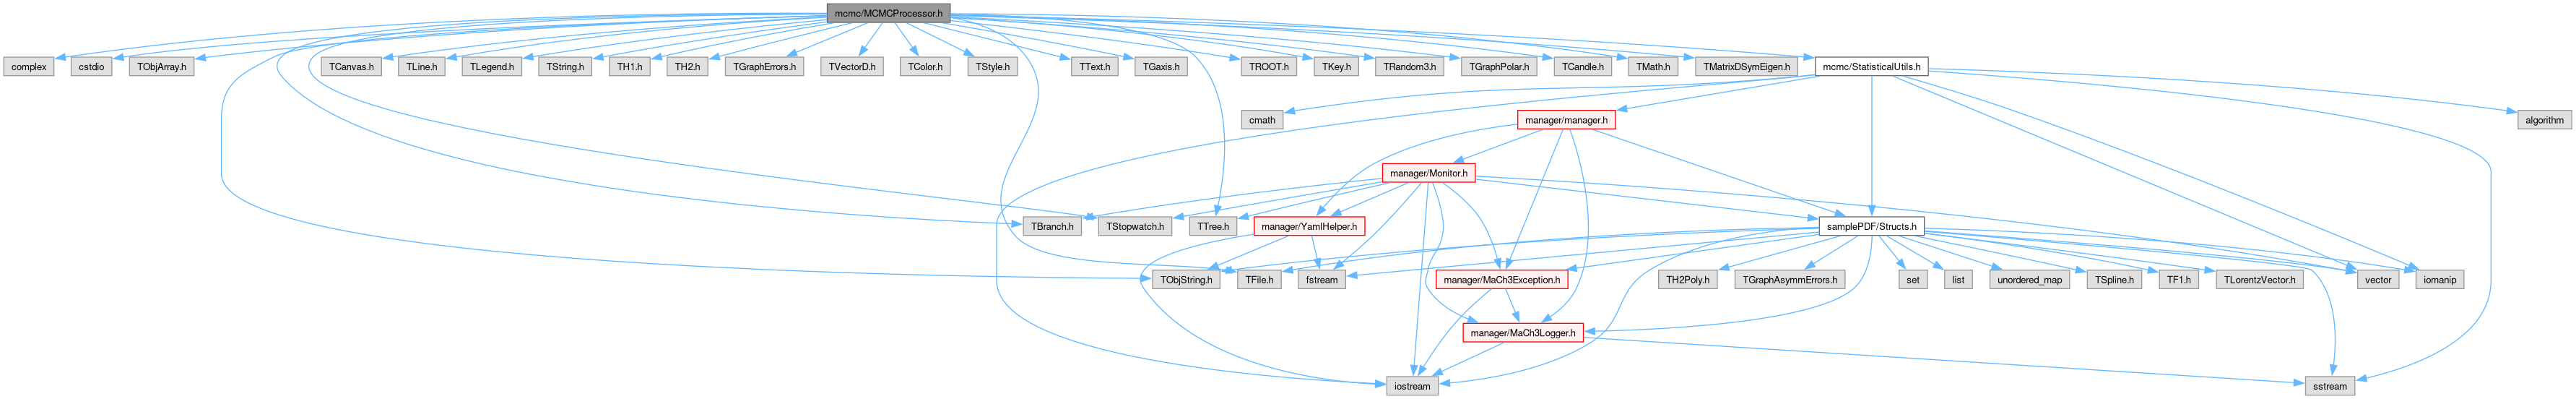 mcmc/MCMCProcessor.h
complex
cstdio
TObjArray.h
TCanvas.h
TLine.h
TLegend.h
TString.h
TH1.h
TH2.h
TGraphErrors.h
TVectorD.h
TColor.h
TStyle.h
TText.h
TGaxis.h
TROOT.h
TKey.h
TRandom3.h
TGraphPolar.h
TCandle.h
TMath.h
TMatrixDSymEigen.h
mcmc/StatisticalUtils.h
cmath
manager/manager.h
algorithm
manager/Monitor.h
TBranch.h
TStopwatch.h
TTree.h
manager/YamlHelper.h
samplePDF/Structs.h
TObjString.h
TFile.h
fstream
manager/MaCh3Exception.h
TH2Poly.h
TGraphAsymmErrors.h
set
list
unordered_map
TSpline.h
TF1.h
TLorentzVector.h
vector
iomanip
manager/MaCh3Logger.h
iostream
sstream